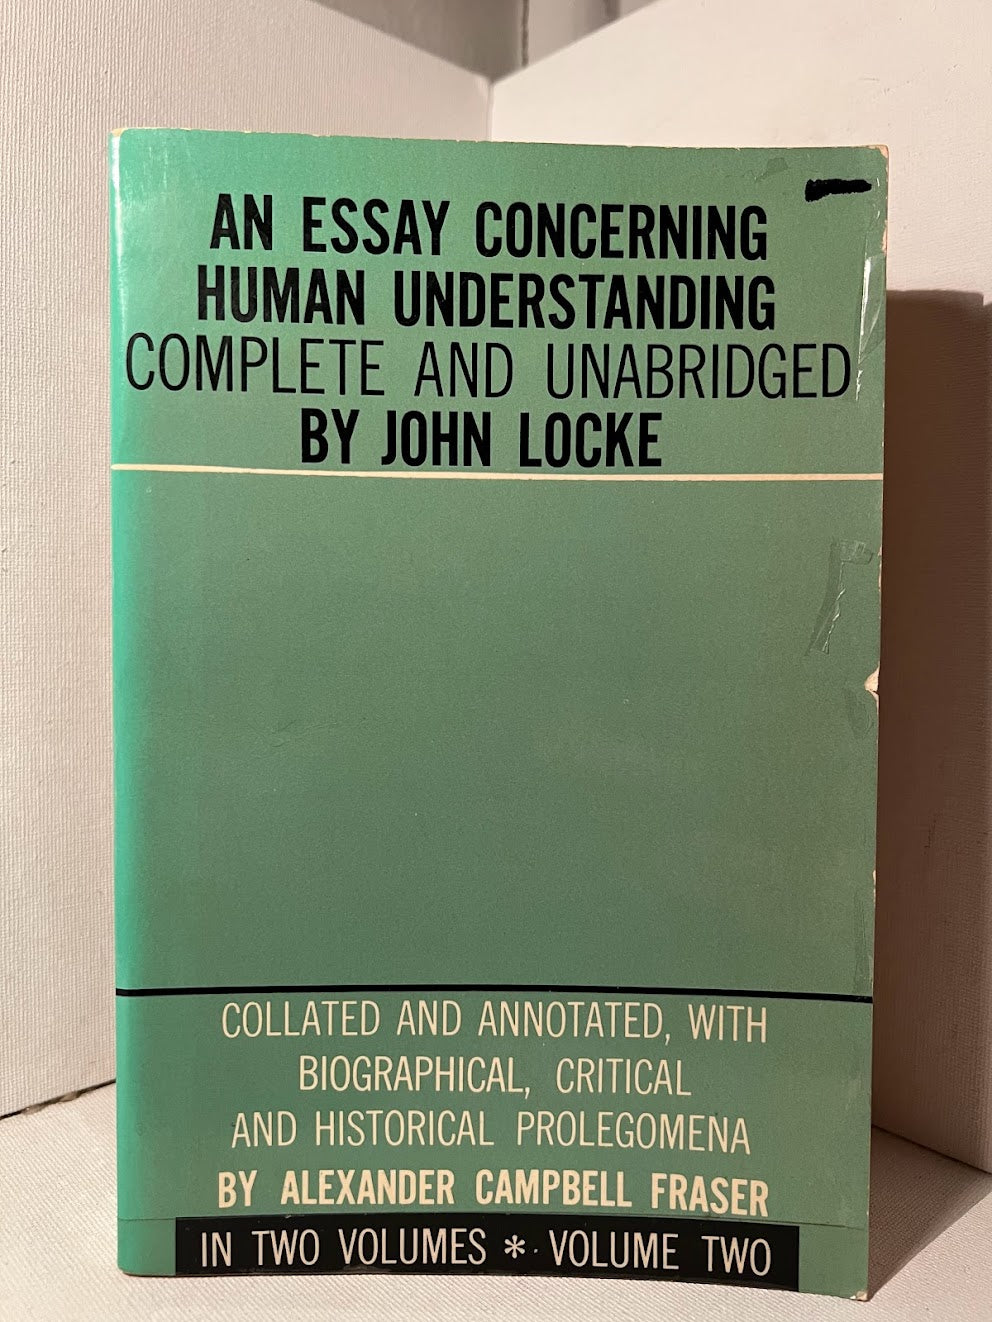 AN ESSAY CONCERNING
HUMAN UNDERSTANDING
COMPLETE AND UNABRIDGED
BY JOHN LOCKE
COLLATED AND ANNOTATED, WITH
BIOGRAPHICAL, CRITICAL
AND HISTORICAL PROLEGOMENA
BY ALEXANDER CAMPBELL FRASER
IN TWO VOLUMES * VOLUME TWO